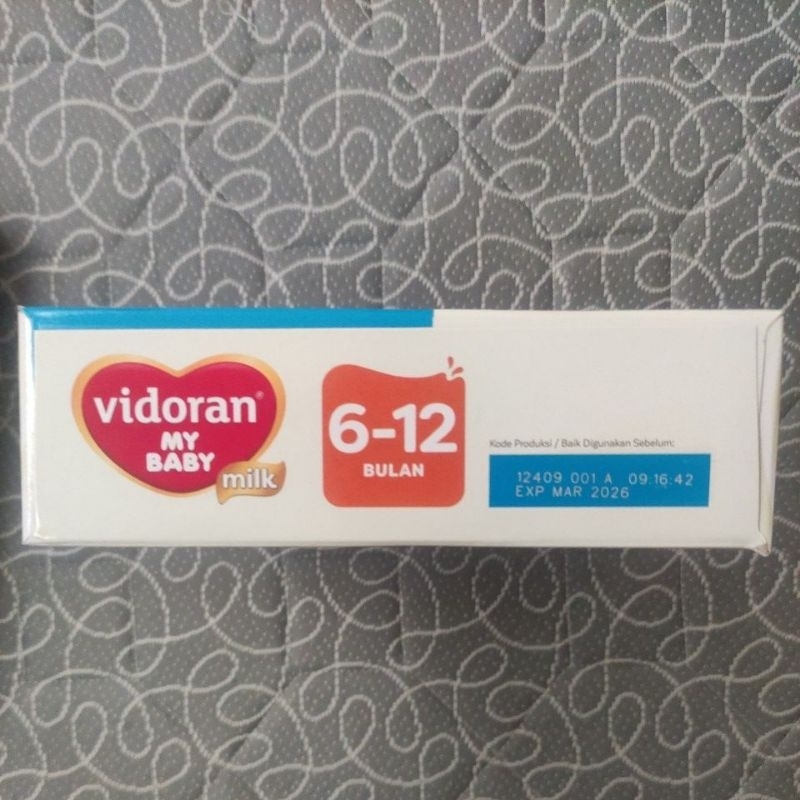 vidoran®
MY
BABY
milk
6-12
BULAN
Kode Produksi / Baik Digunakan Sebelum:
12409 001 A 09:16:42
EXP MAR 2026